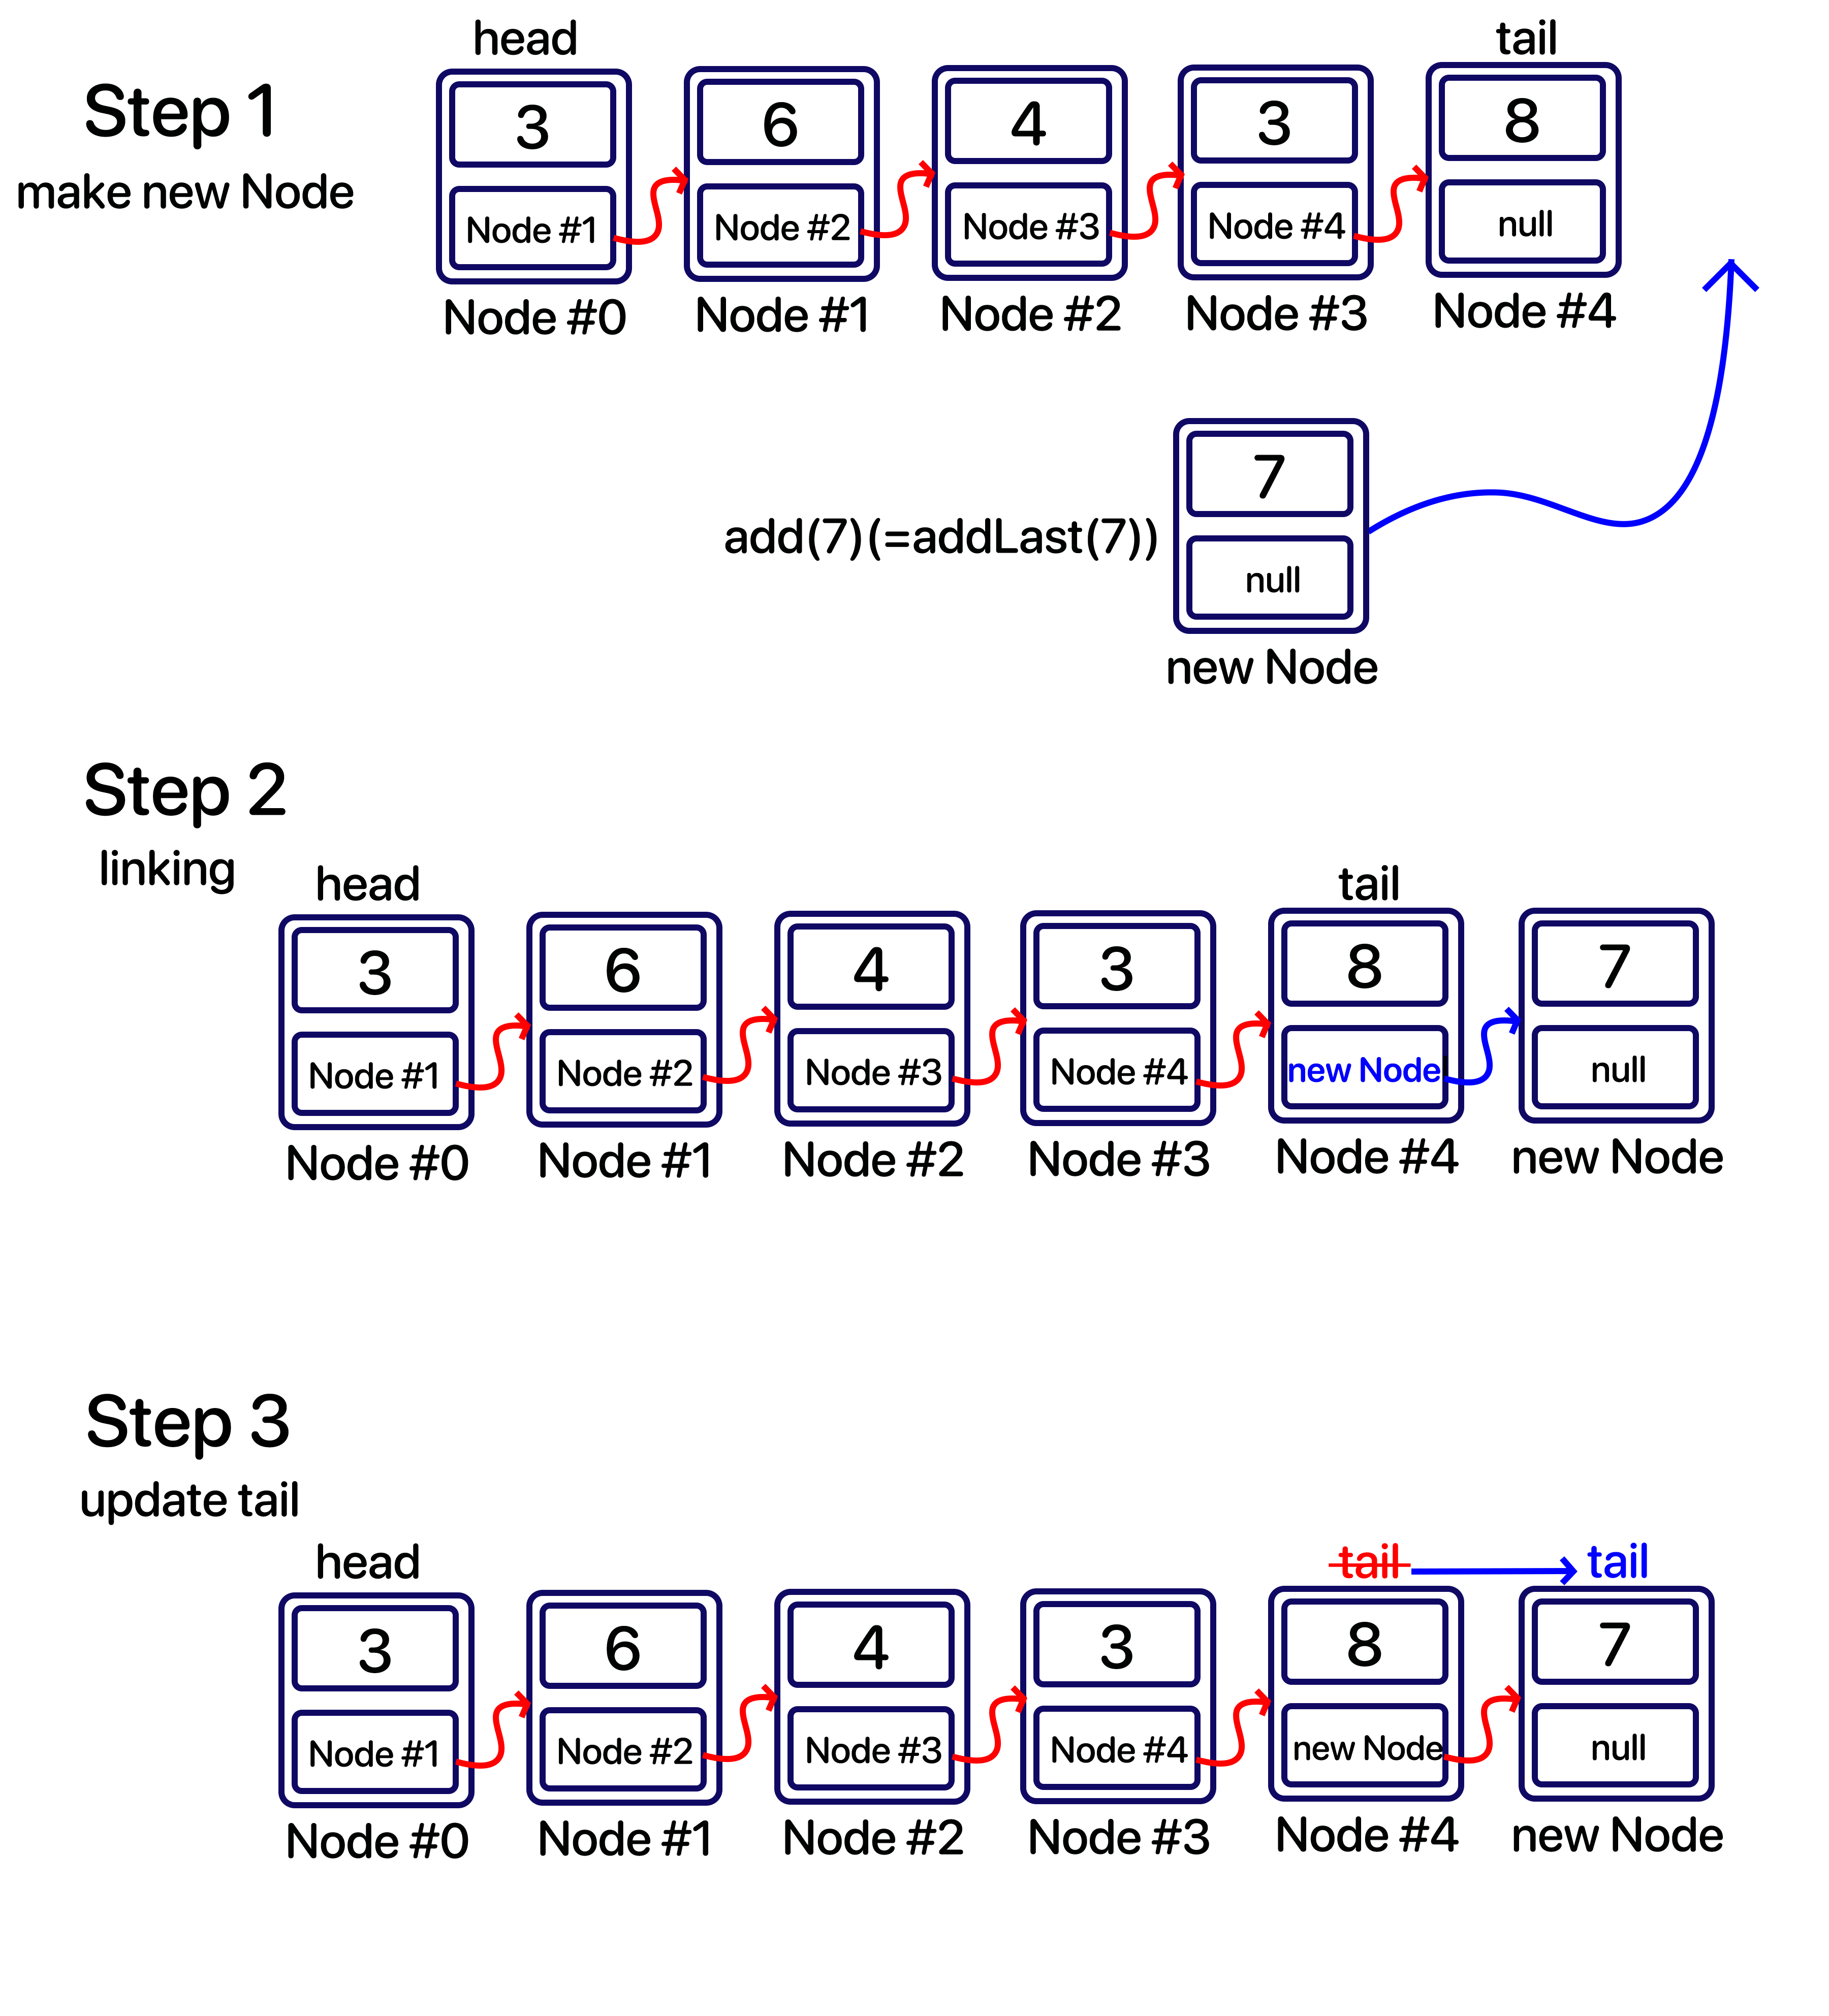 Step 1
make new Node
head
tail
3
6
4
3
8
Node #1
Node #2
Node #3
Node #4
null
Node #0
Node #1
Node #2
Node #3
Node #4
7
add(7)(=addLast(7))
null
new Node
Step 2
linking
head
tail
3
6
4
3
8
7
Node #1
Node #2
Node #3
Node #4
new Node
null
Node #0
Node #1
Node #2
Node #3
Node #4
new Node
Step 3
update tail
head
tail
tail
3
6
4
3
8
7
Node #1
Node #2
Node #3
Node #4
new Node
null
Node #0
Node #1
Node #2
Node #3
Node #4
new Node